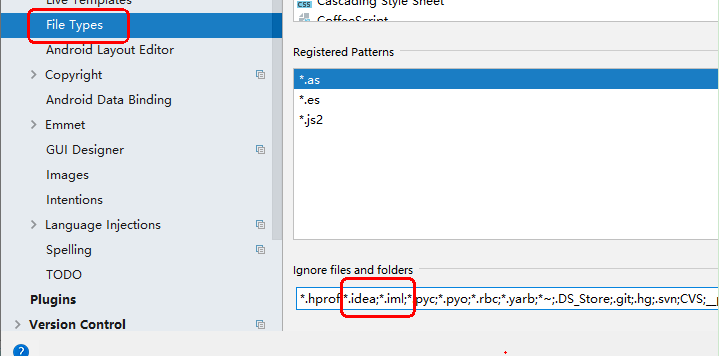 Live Templates
File Types
Android Layout Editor
Copyright
Android Data Binding
Emmet
GUI Designer
Images
Intentions
Language Injections
Spelling
TODO
Plugins
Version Control
?
CSS
Cascading Style Sheet
CoffeeScript
Registered Patterns
*.as
*.es
*.js2
Ignore files and folders
*.hprof;*.idea;*.iml;*.pyc;*.pyo;*.rbc;*.yarb;*~;.DS_Store;.git;.hg;.svn;CVS;__p